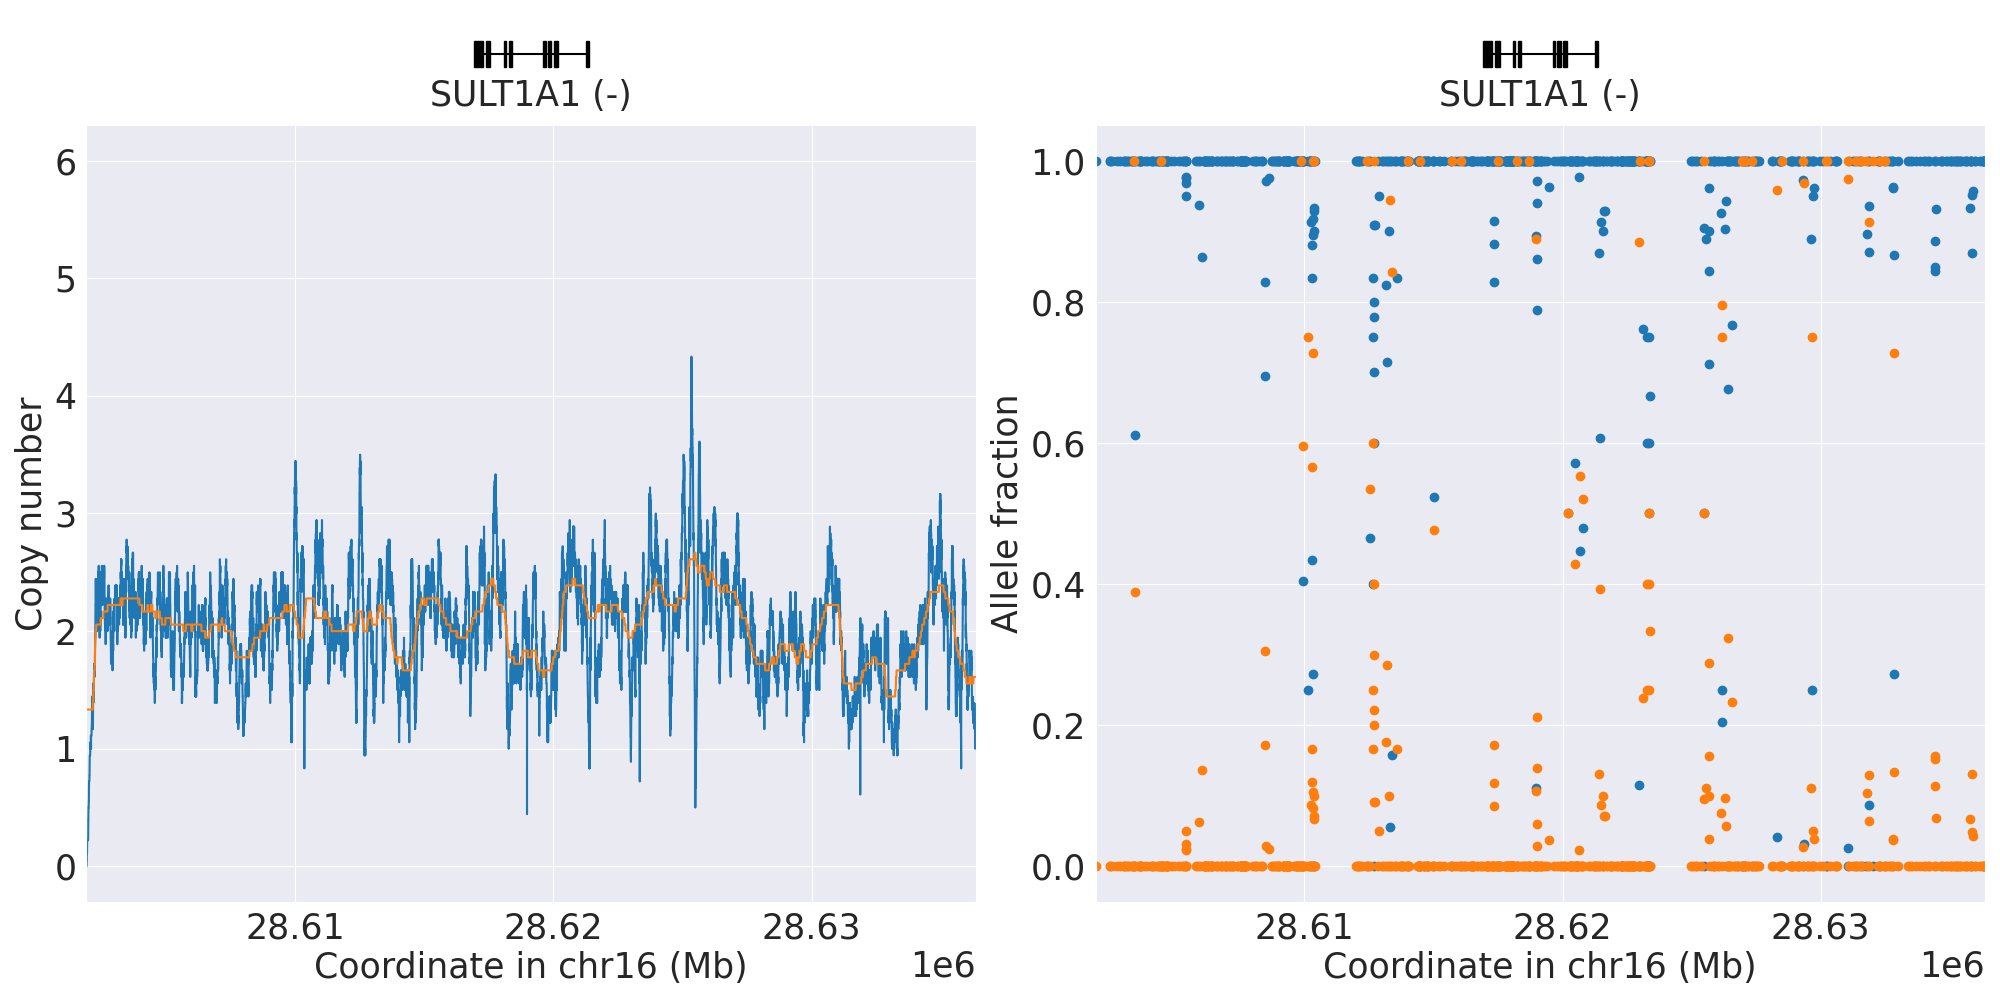 SULT1A1 (-)
6
5
4
3
2
1
0
Copy number
28.61
28.62
28.63
Coordinate in chr16 (Mb)
1e6
SULT1A1 (-)
1.0
0.8
0.6
0.4
0.2
0.0
Allele fraction
28.61
28.62
28.63
Coordinate in chr16 (Mb)
1e6